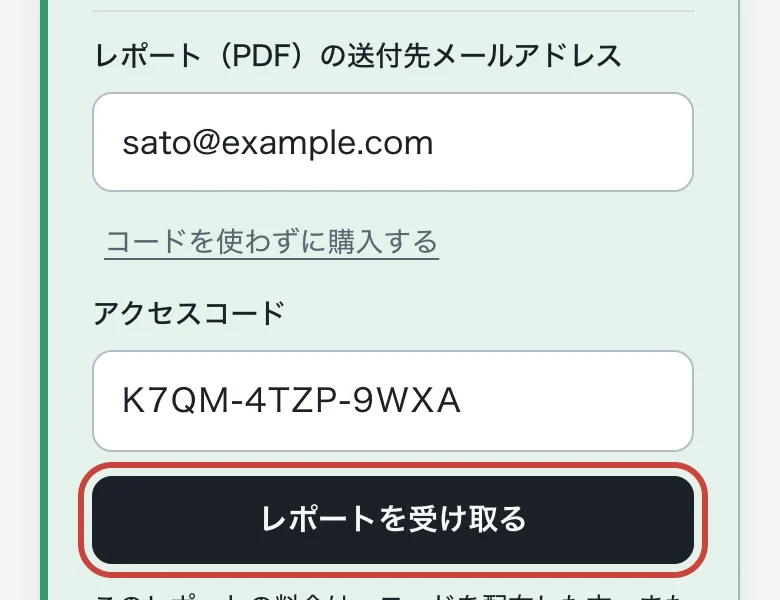 レポート（PDF）の送付先メールアドレス
sato@example.com
コードを使わずに購入する
アクセスコード
K7QM-4TZP-9WXA
レポートを受け取る